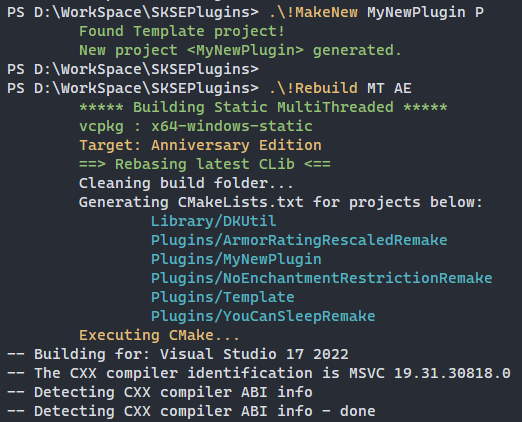 PS D:\WorkSpace\SKSEPlugins> .\!MakeNew MyNewPlugin P
Found Template project!
New project <MyNewPlugin> generated.
PS D:\WorkSpace\SKSEPlugins>
PS D:\WorkSpace\SKSEPlugins> .\!Rebuild MT AE
***** Building Static MultiThreaded *****
vcpkg : x64-windows-static
Target: Anniversary Edition
==> Rebasing latest CLib <==
Cleaning build folder...
Generating CMakeLists.txt for projects below:
Library/DKUtil
Plugins/ArmorRatingRescaledRemake
Plugins/MyNewPlugin
Plugins/NoEnchantmentRestrictionRemake
Plugins/Template
Plugins/YouCanSleepRemake
Executing CMake...
-- Building for: Visual Studio 17 2022
-- The CXX compiler identification is MSVC 19.31.30818.0
-- Detecting CXX compiler ABI info
-- Detecting CXX compiler ABI info - done